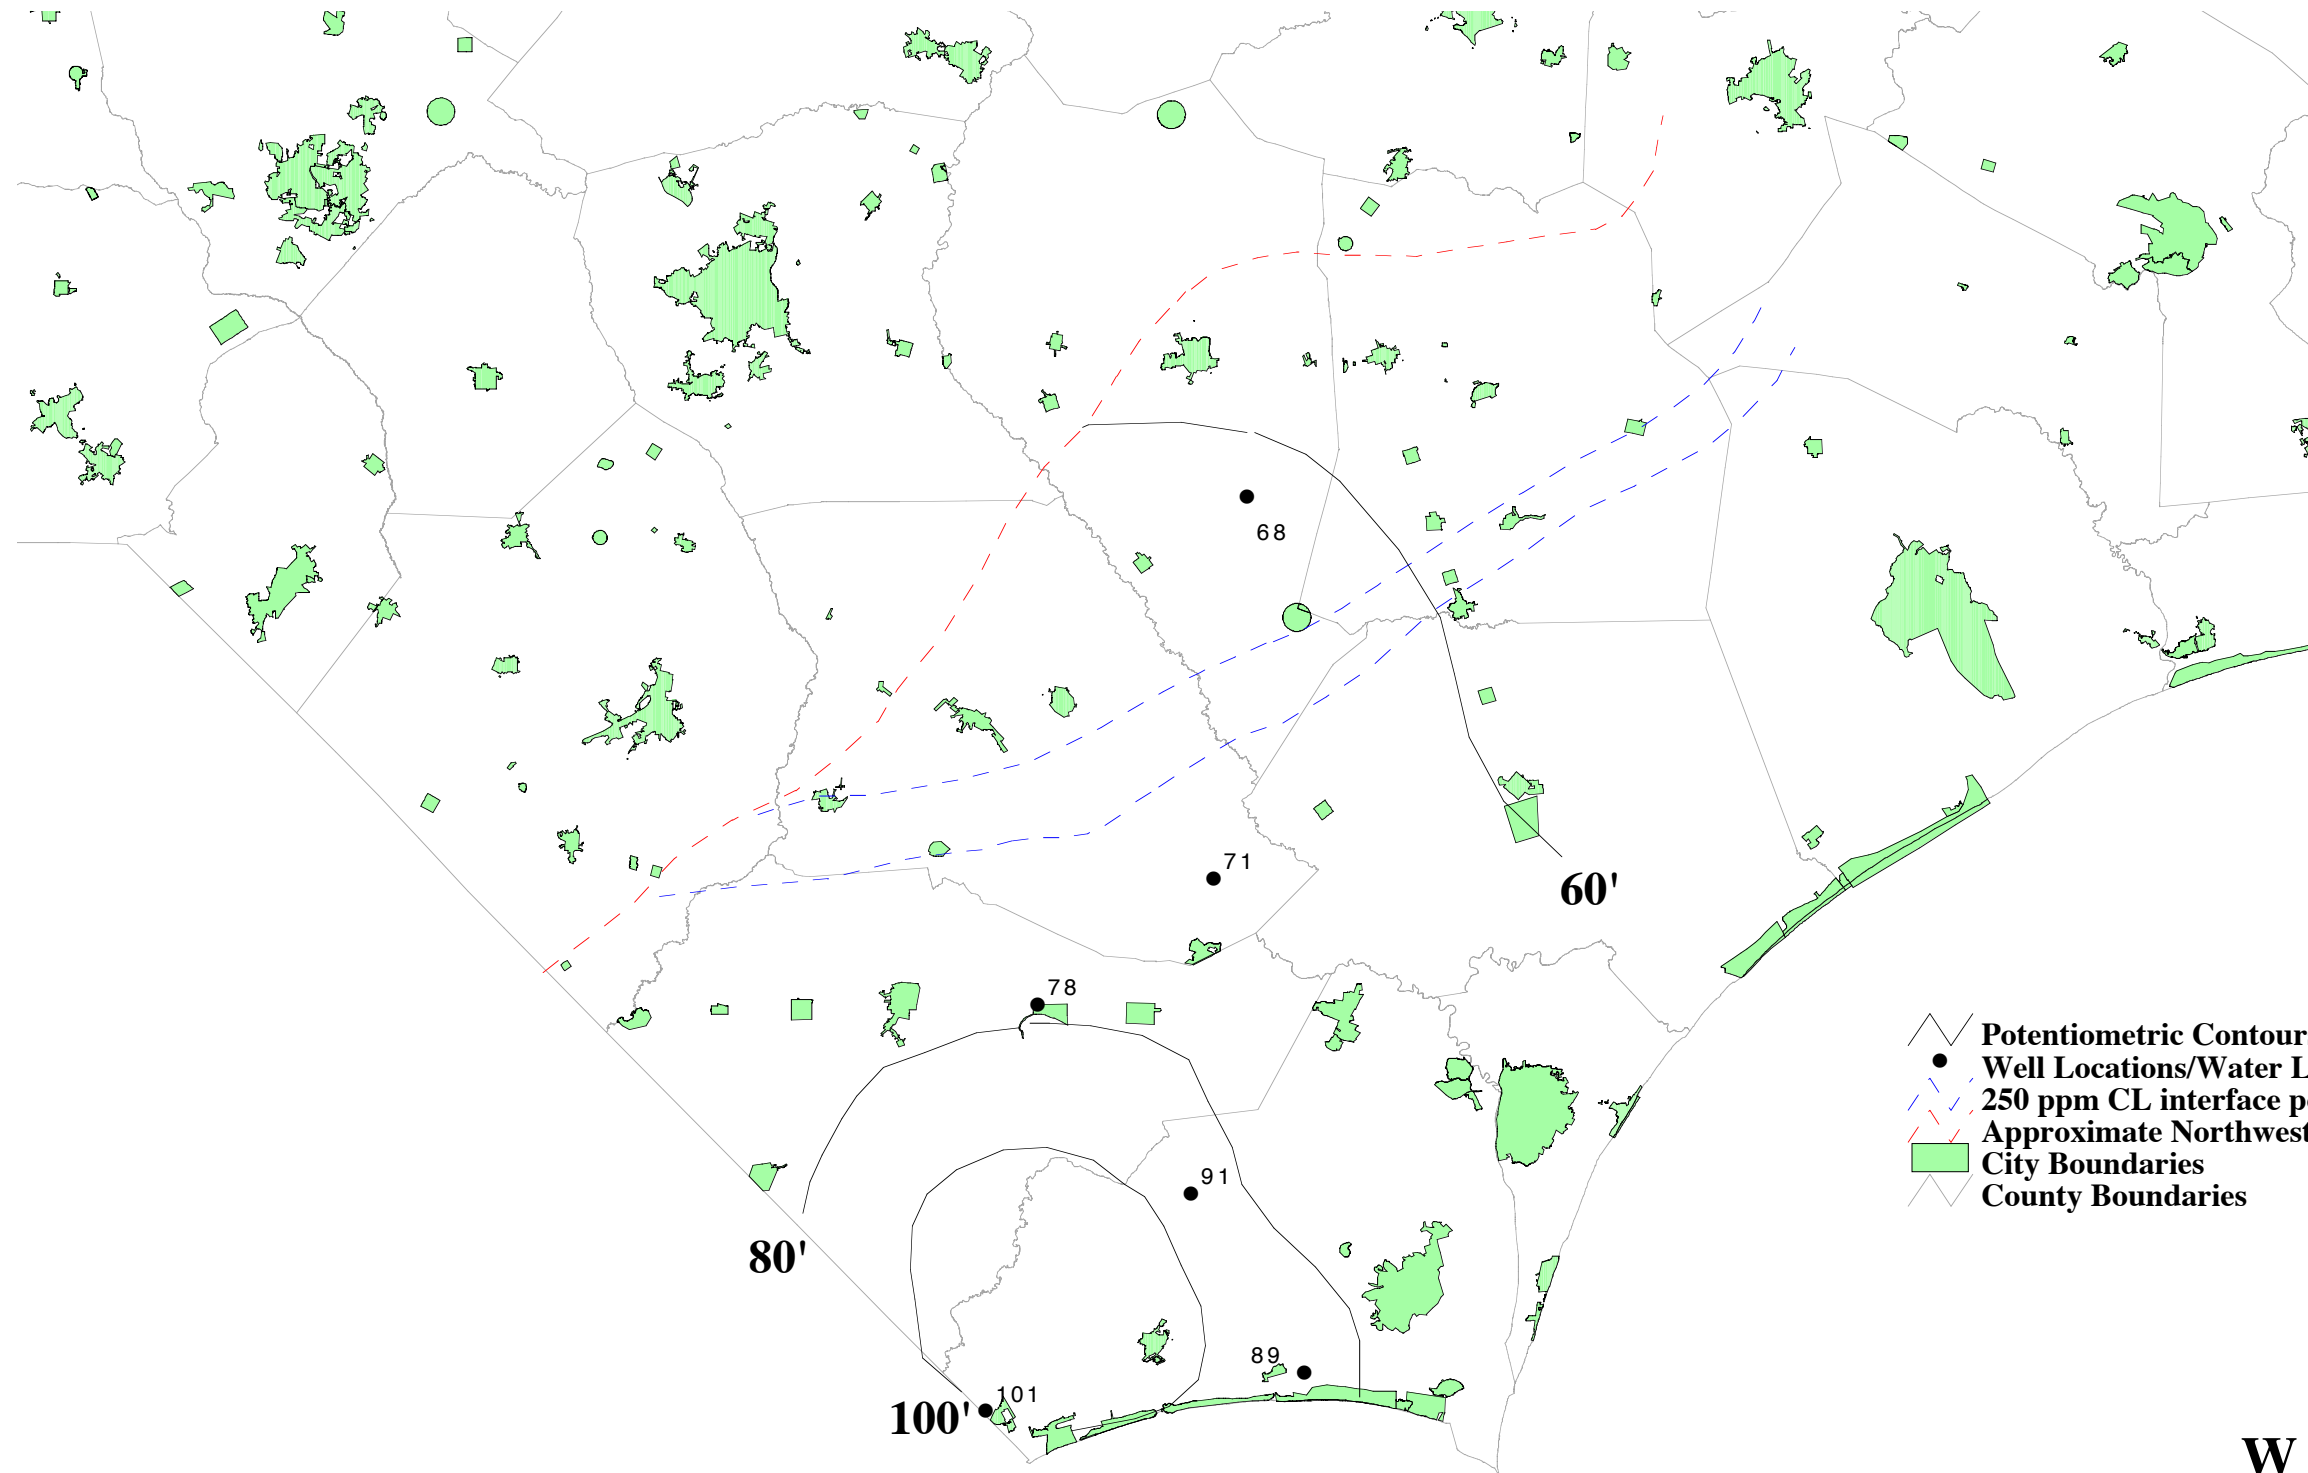 68
71
60'
78
Potentiometric Contour
Well Locations/Water L
250 ppm CL interface p
Approximate Northwest
City Boundaries
County Boundaries
91
80'
89
101
100'
W